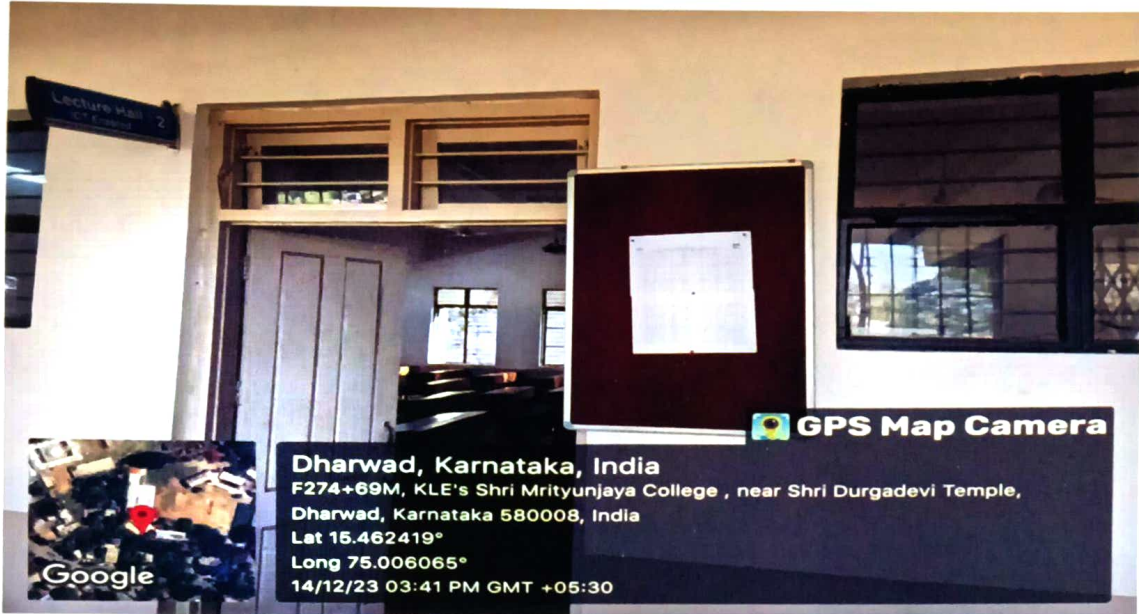 Lecture Hall 2
ICT Enabled
GPS Map Camera
Dharwad, Karnataka, India
F274+69M, KLE's Shri Mrityunjaya College , near Shri Durgadevi Temple,
Dharwad, Karnataka 580008, India
Lat 15.462419°
Long 75.006065°
14/12/23 03:41 PM GMT +05:30
Google